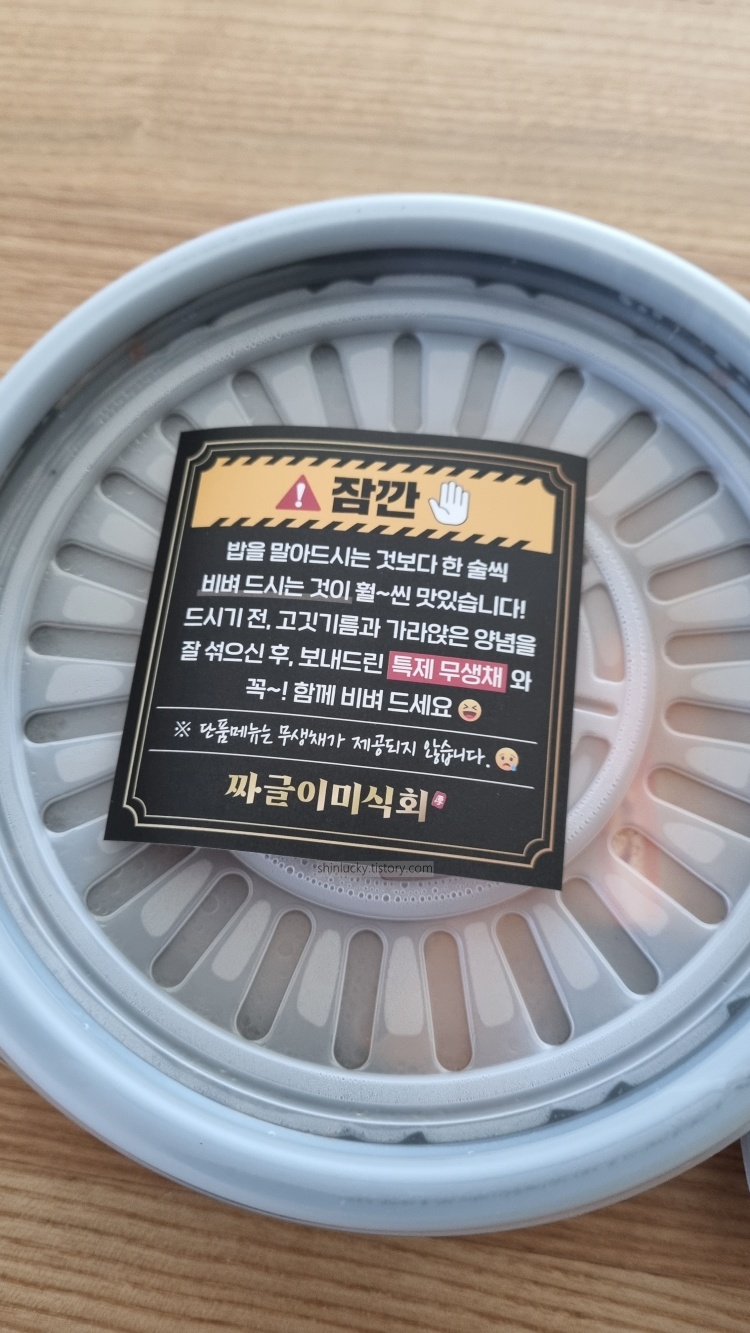 잠깐
밥을 말아드시는 것보다 한 술씩
비벼 드시는 것이 훨~씬 맛있습니다!
드시기 전, 고깃기름과 가라앉은 양념을
잘 섞으신 후, 보내드린 특제 무생채 와
꼭~! 함께 비벼 드세요
※ 단품메뉴는 무생채가 제공되지 않습니다.
짜글이미식회
shinlucky.tistory.com